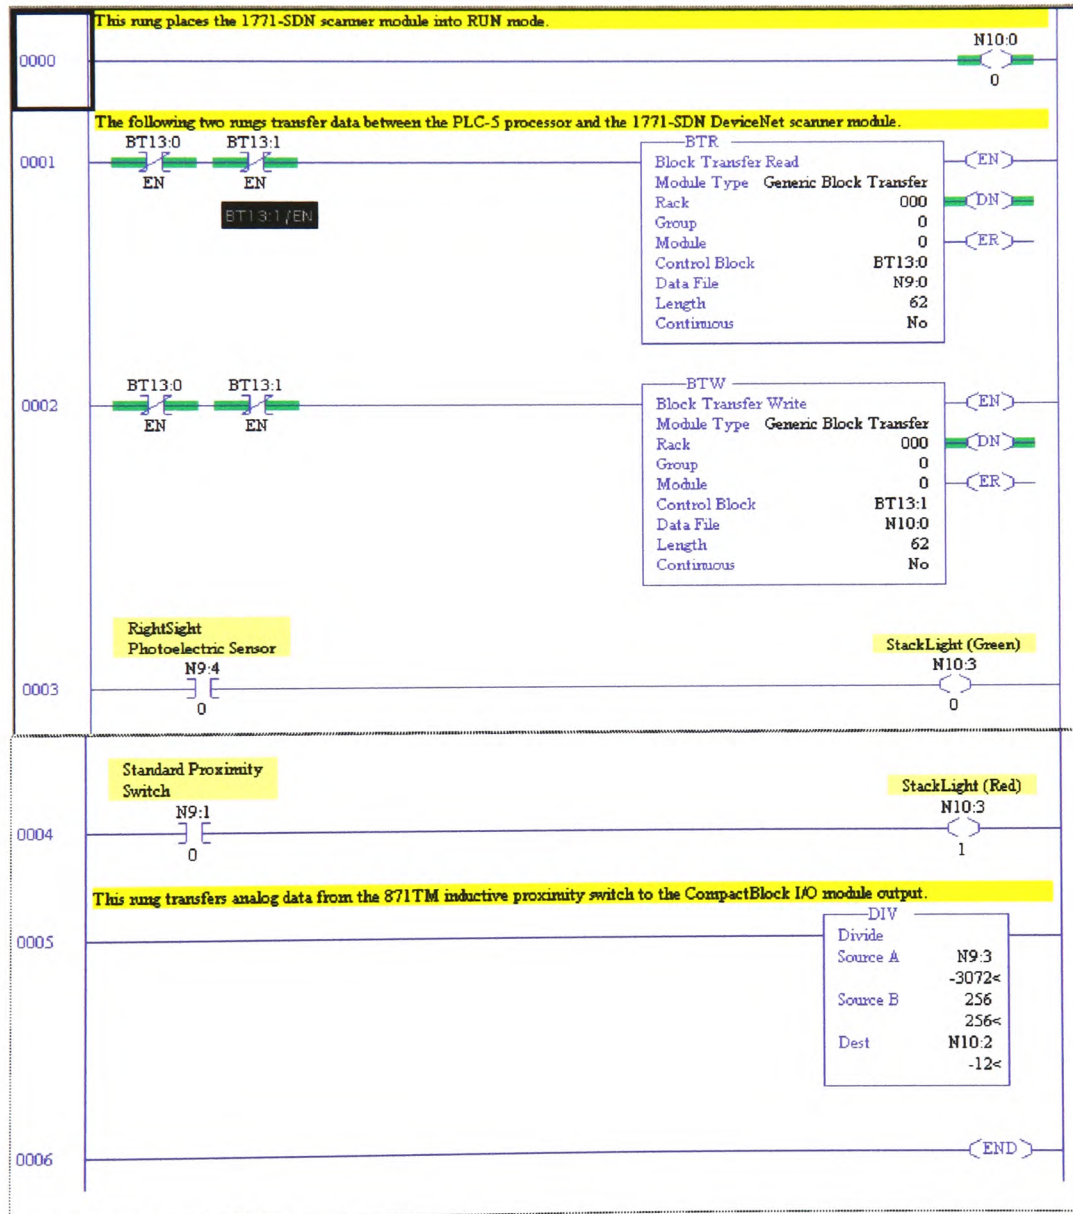 This rung places the 1771-SDN scanner module into RUN mode.
N10:0
0000
0
The following two rungs transfer data between the PLC-5 processor and the 1771-SDN DeviceNet scanner module.
BT13:0 BT13:1
0001
EN EN
BT13:1/EN
BTR
Block Transfer Read
Module Type Generic Block Transfer
Rack 000
Group 0
Module 0
Control Block BT13:0
Data File N9:0
Length 62
Continuous No
EN
DN
ER
BT13:0 BT13:1
0002
EN EN
BTW
Block Transfer Write
Module Type Generic Block Transfer
Rack 000
Group 0
Module 0
Control Block BT13:1
Data File N10:0
Length 62
Continuous No
EN
DN
ER
RightSight
Photoelectric Sensor
N9:4
0003
0
StackLight (Green)
N10:3
0
Standard Proximity
Switch
N9:1
0004
0
StackLight (Red)
N10:3
1
This rung transfers analog data from the 871TM inductive proximity switch to the CompactBlock I/O module output.
0005
DIV
Divide
Source A N9:3
-3072<
Source B 256
256<
Dest N10:2
-12<
0006
END